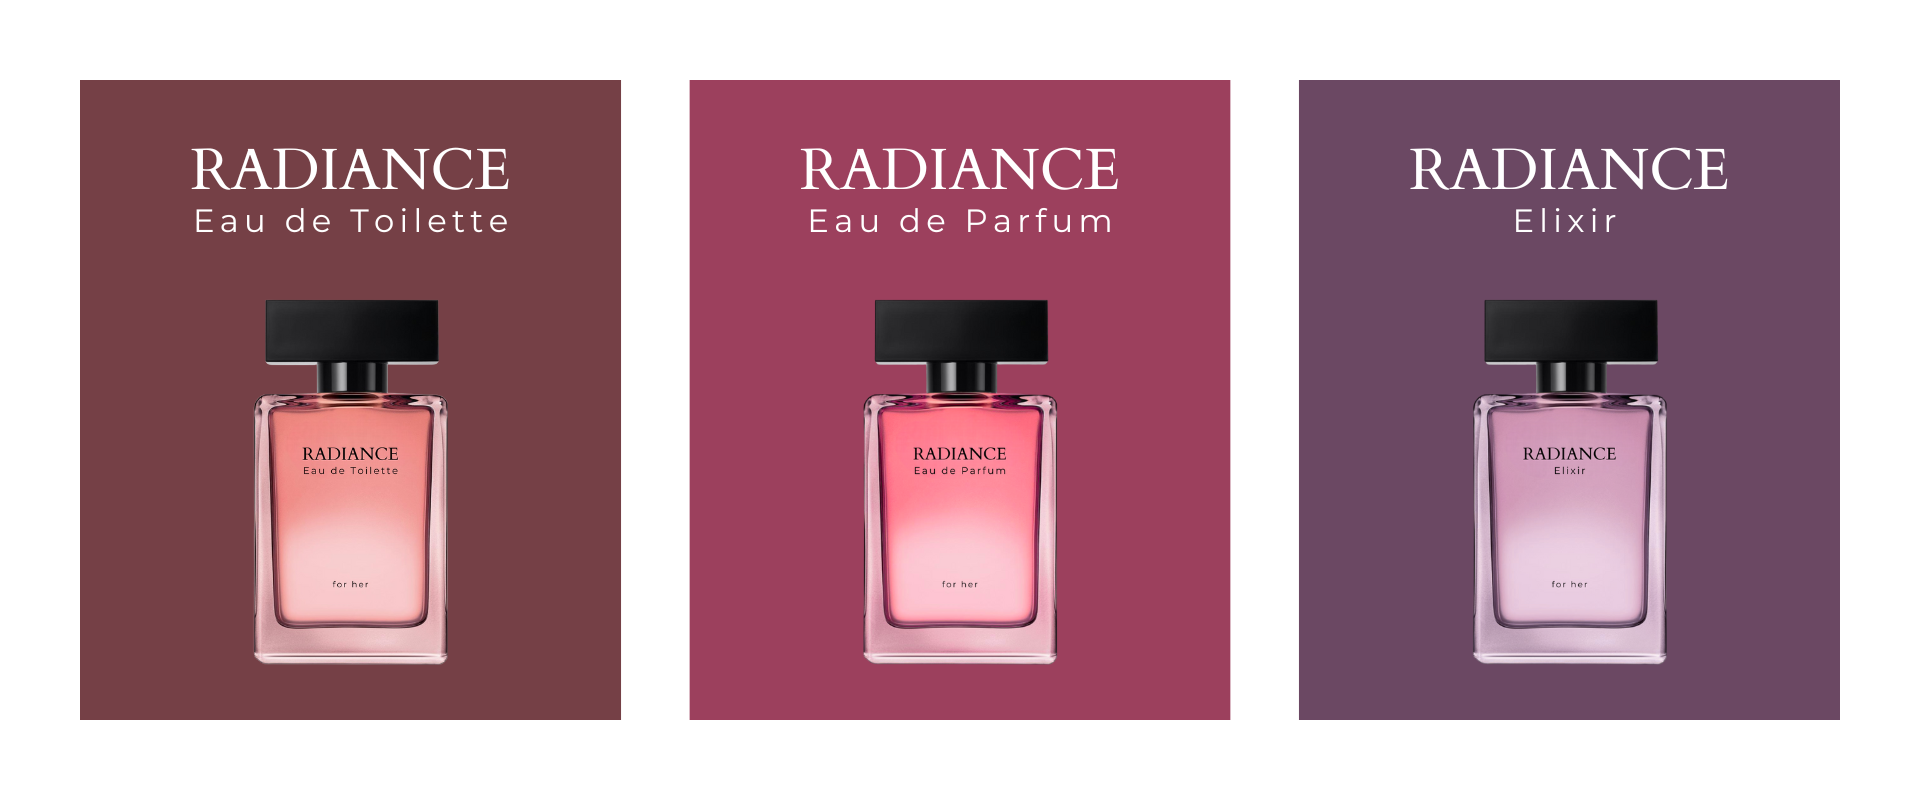 RADIANCE
Eau de Toilette
RADIANCE
Eau de Toilette
for her
RADIANCE
Eau de Parfum
RADIANCE
Eau de Parfum
for her
RADIANCE
Elixir
RADIANCE
Elixir
for her